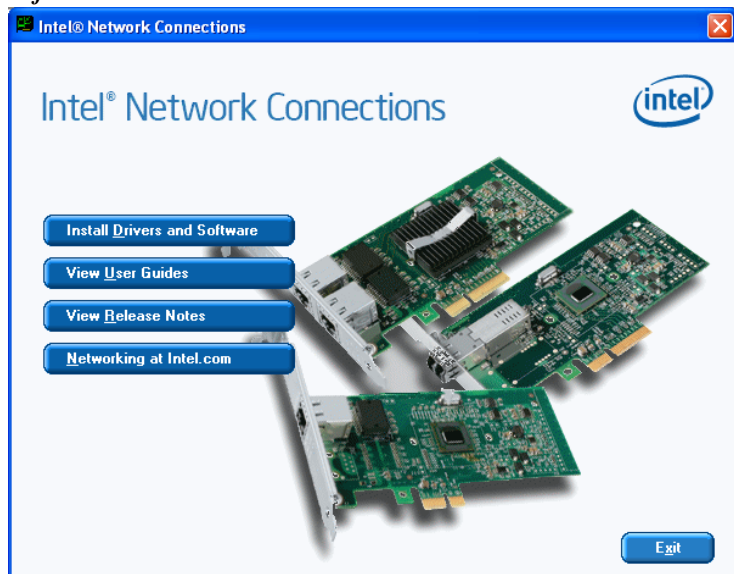 Intel® Network Connections
Intel® Network Connections
intel
Install Drivers and Software
View User Guides
View Release Notes
Networking at Intel.com
Exit